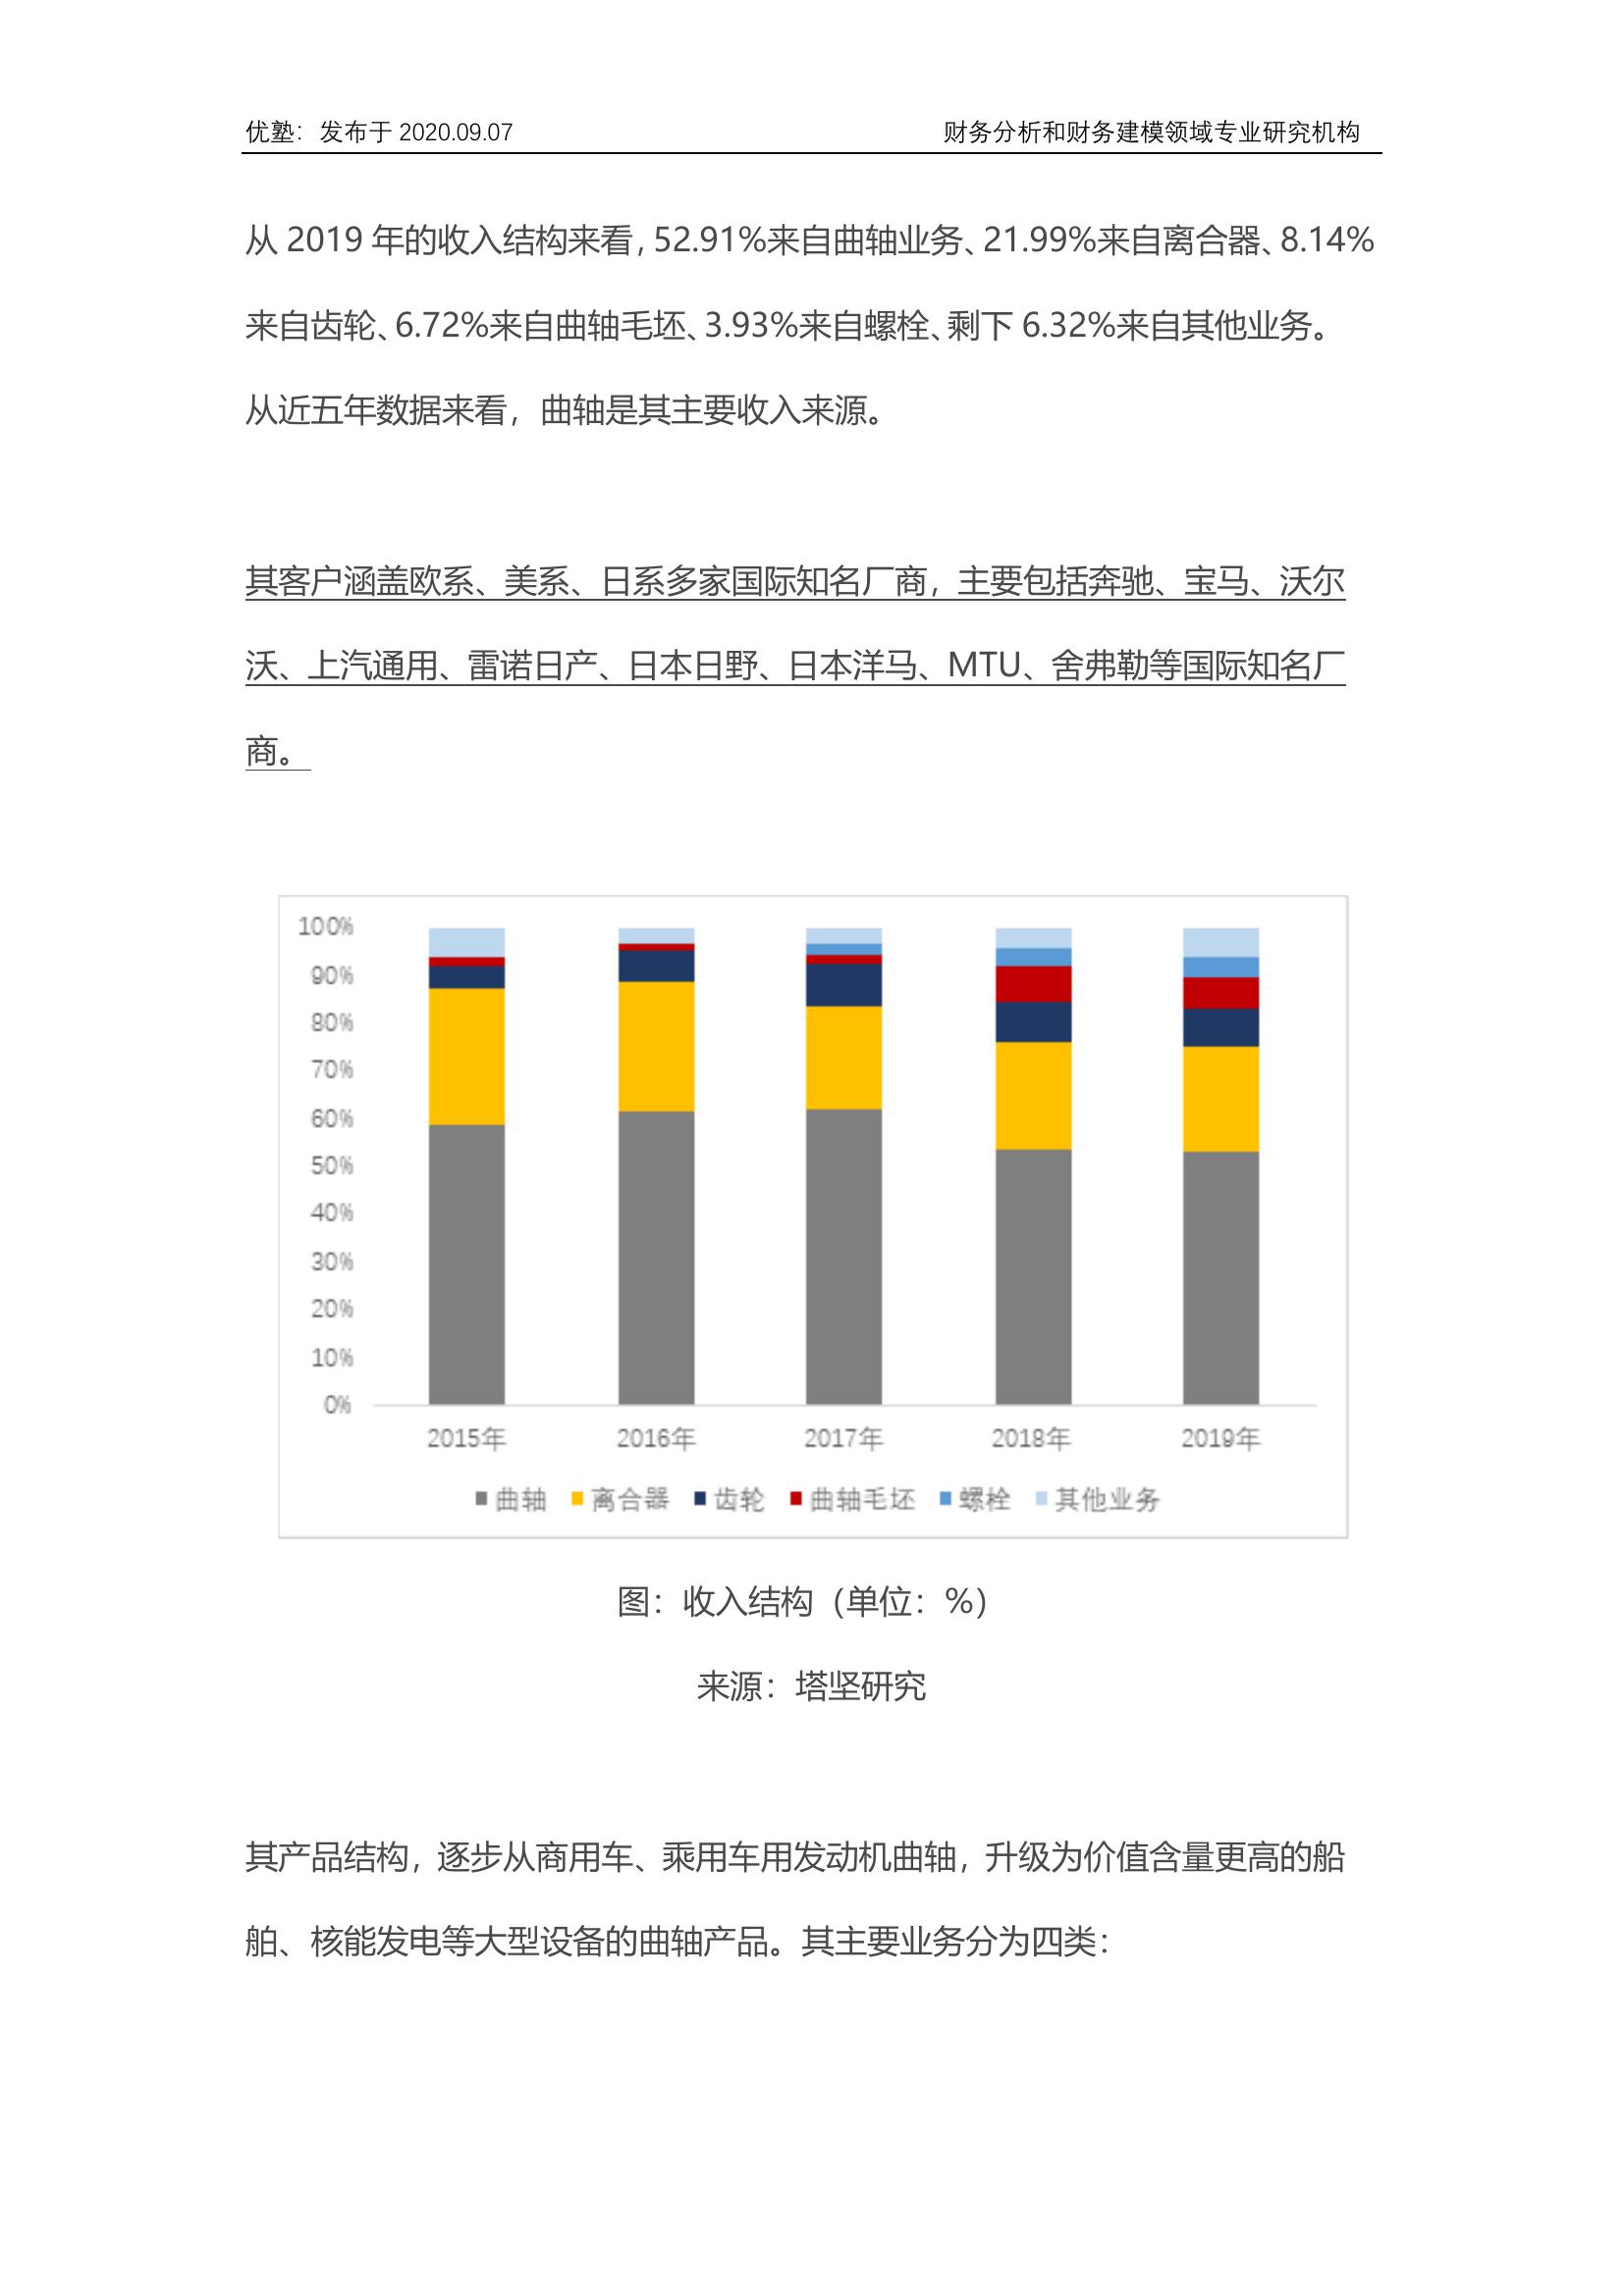 优塾：发布于 2020.09.07 财务分析和财务建模领域专业研究机构
从 2019 年的收入结构来看，52.91%来自曲轴业务、21.99%来自离合器、8.14%
来自齿轮、6.72%来自曲轴毛坯、3.93%来自螺栓、剩下 6.32%来自其他业务。
从近五年数据来看，曲轴是其主要收入来源。
其客户涵盖欧系、美系、日系多家国际知名厂商，主要包括奔驰、宝马、沃尔
沃、上汽通用、雷诺日产、日本日野、日本洋马、MTU、舍弗勒等国际知名厂
商。
100%
90%
80%
70%
60%
50%
40%
30%
20%
10%
0%
2015年 2016年 2017年 2018年 2019年
曲轴 离合器 齿轮 曲轴毛坯 螺栓 其他业务
图：收入结构（单位：%）
来源：塔坚研究
其产品结构，逐步从商用车、乘用车用发动机曲轴，升级为价值含量更高的船
舶、核能发电等大型设备的曲轴产品。其主要业务分为四类：